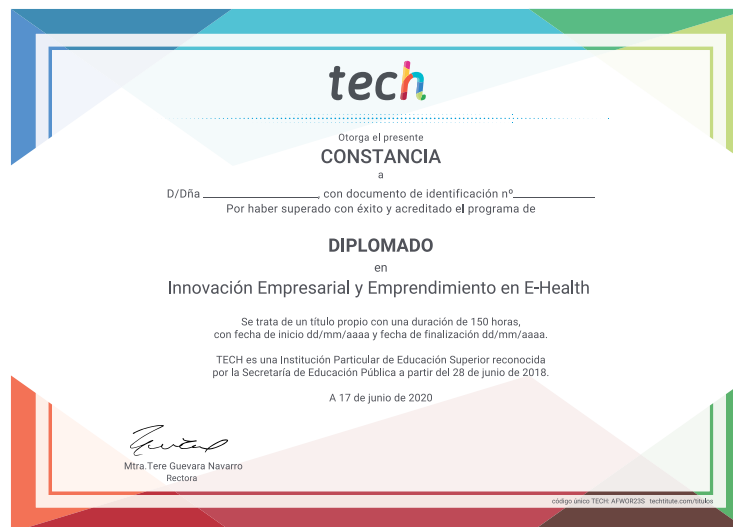 tech
Otorga el presente
CONSTANCIA
a
D/Dña ____________________, con documento de identificación nº______________
Por haber superado con éxito y acreditado el programa de
DIPLOMADO
en
Innovación Empresarial y Emprendimiento en E-Health
Se trata de un título propio con una duración de 150 horas,
con fecha de inicio dd/mm/aaaa y fecha de finalización dd/mm/aaaa.
TECH es una Institución Particular de Educación Superior reconocida
por la Secretaría de Educación Pública a partir del 28 de junio de 2018.
A 17 de junio de 2020
Mtra.Tere Guevara Navarro
Rectora
código único TECH: AFWOR23S techtitute.com/titulos